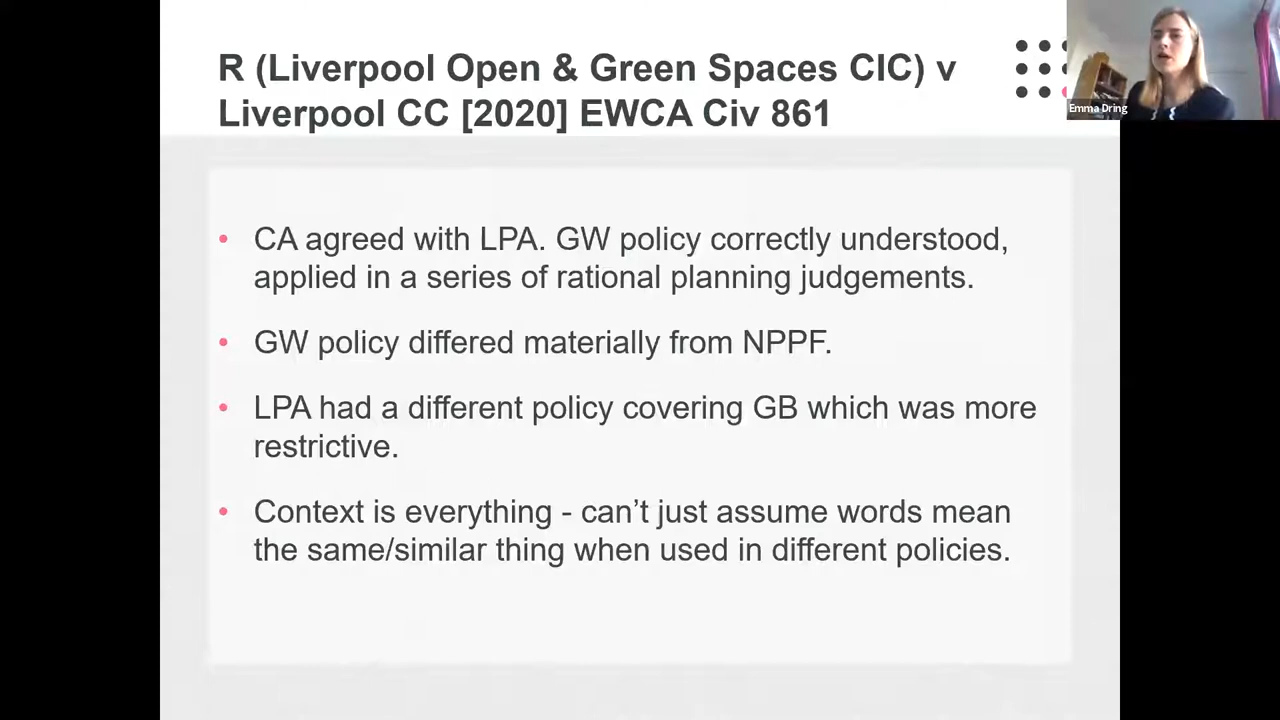 R (Liverpool Open & Green Spaces CIC) v
Liverpool CC [2020] EWCA Civ 861
Emma Dring
• CA agreed with LPA. GW policy correctly understood,
applied in a series of rational planning judgements.
• GW policy differed materially from NPPF.
• LPA had a different policy covering GB which was more
restrictive.
• Context is everything - can’t just assume words mean
the same/similar thing when used in different policies.